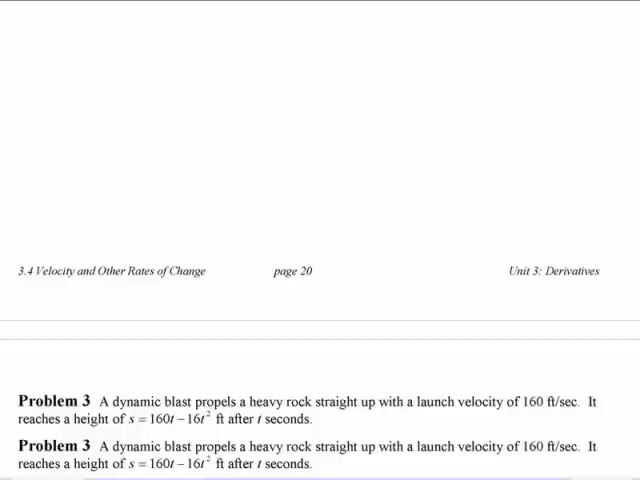 3.4 Velocity and Other Rates of Change page 20 Unit 3: Derivatives
Problem 3 A dynamic blast propels a heavy rock straight up with a launch velocity of 160 ft/sec. It
reaches a height of s = 160t − 16t² ft after t seconds.
Problem 3 A dynamic blast propels a heavy rock straight up with a launch velocity of 160 ft/sec. It
reaches a height of s = 160t − 16t² ft after t seconds.